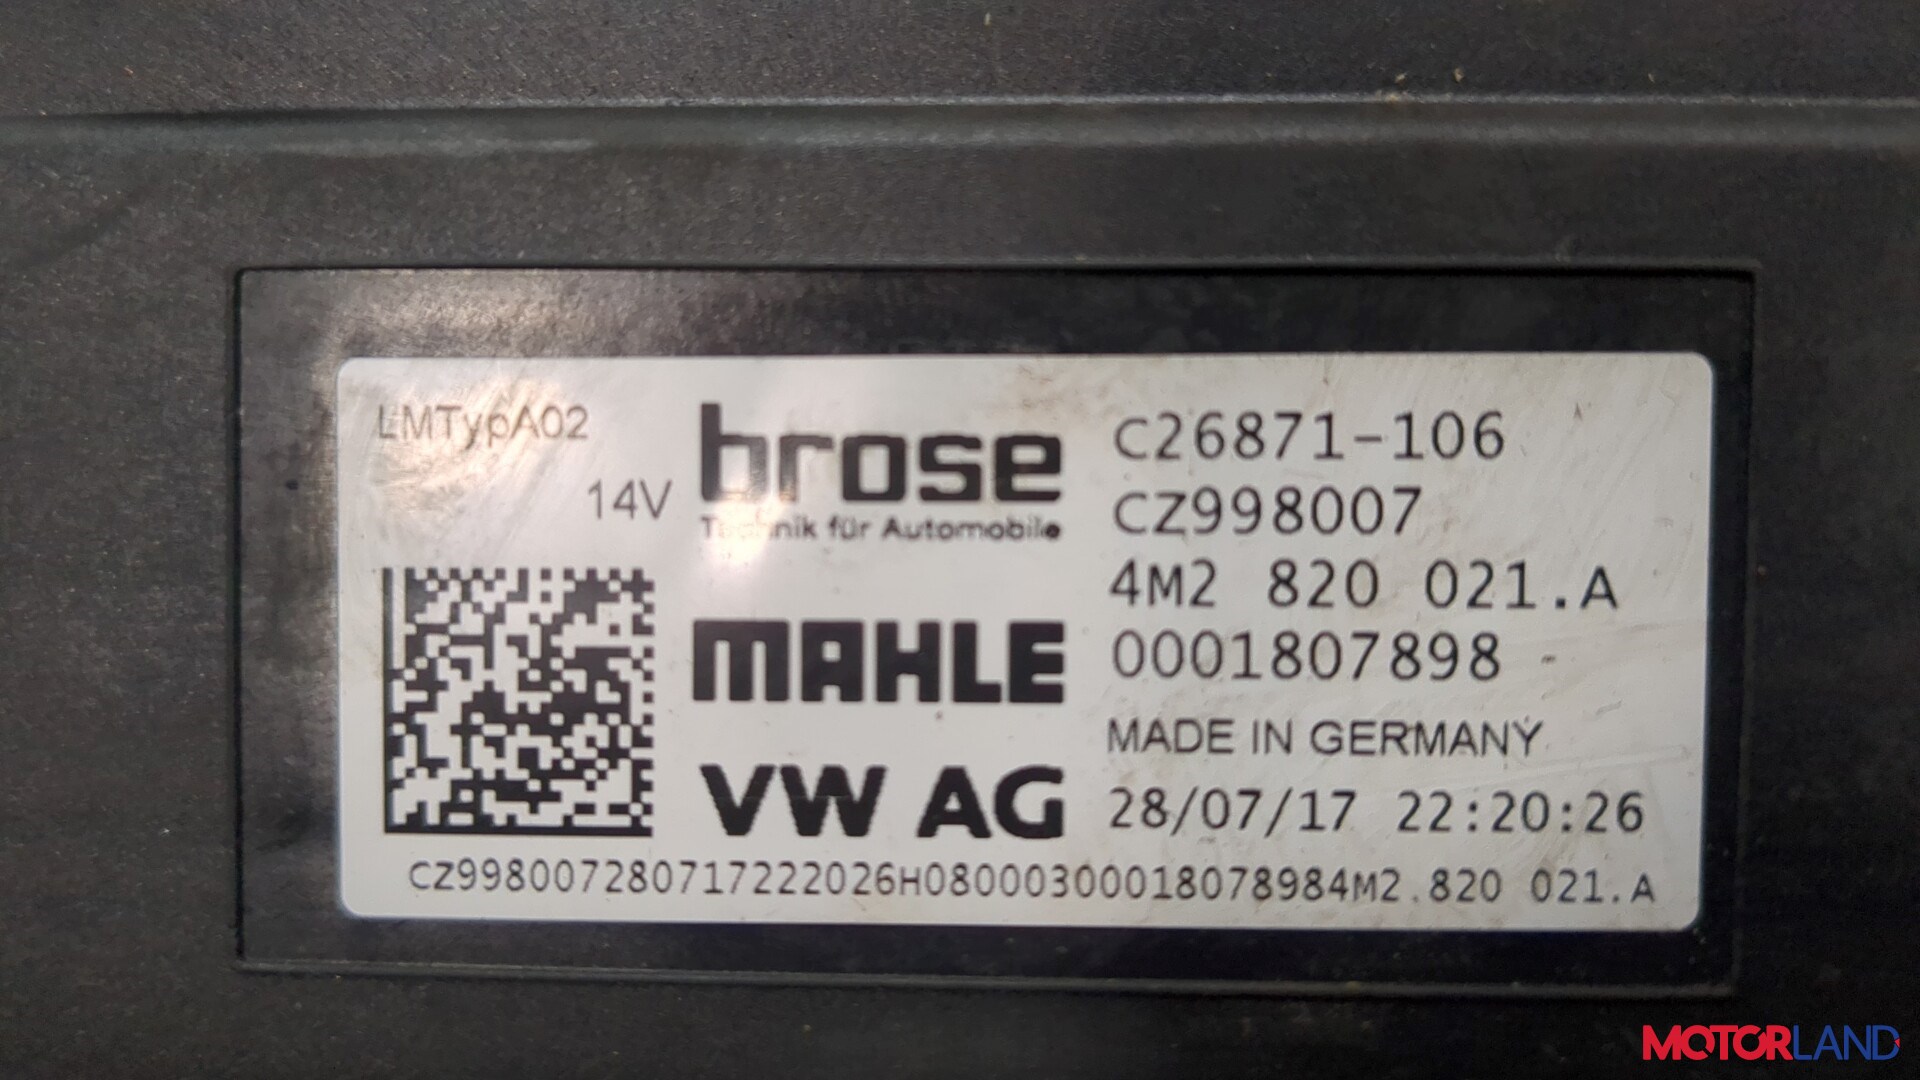 LMTypA02
14V
brose
Technik für Automobile
MAHLE
VW AG
C26871-106
CZ998007
4M2 820 021.A
0001807898 -
MADE IN GERMANY
28/07/17 22:20:26
CZ998007280717222026H08000300018078984M2.820 021.A
MOTORLAND